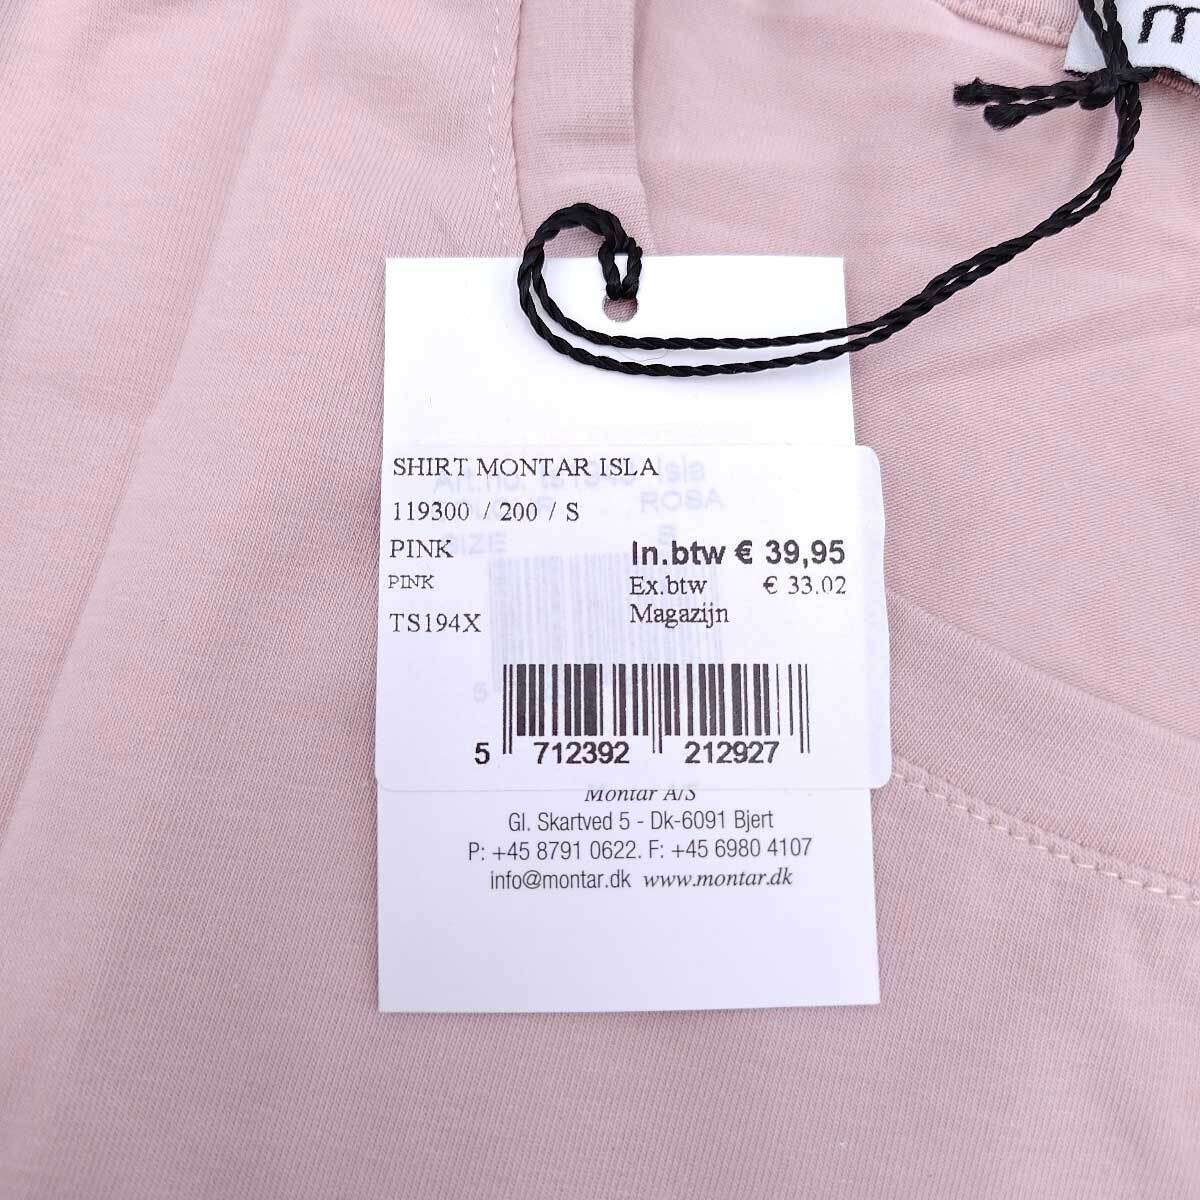 m
SHIRT MONTAR ISLA
119300 / 200 / S
PINK
PINK
TS194X
In.btw € 39,95
Ex.btw € 33.02
Magazijn
5 712392 212927
Montar A/S
Gl. Skartved 5 - Dk-6091 Bjert
P: +45 8791 0622. F: +45 6980 4107
info@montar.dk www.montar.dk